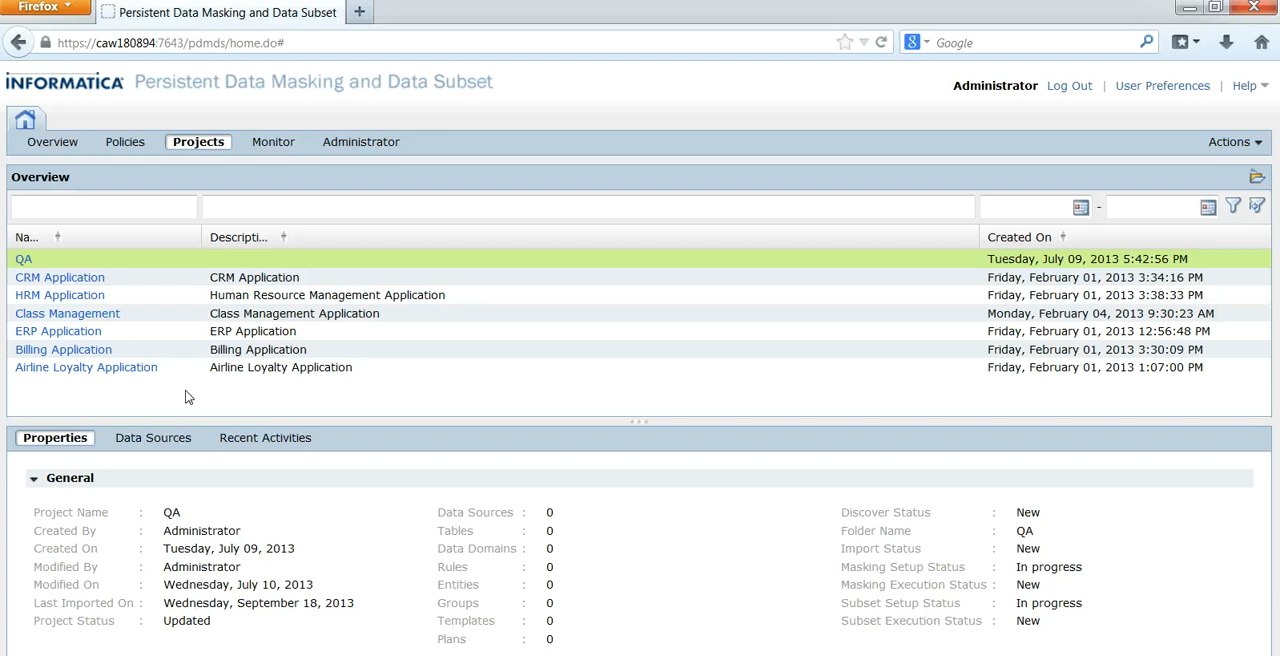 Firefox
Persistent Data Masking and Data Subset
https://caw180894:7643/pdmds/home.do#
Google
INFORMATICA Persistent Data Masking and Data Subset
Administrator Log Out | User Preferences | Help
Overview Policies Projects Monitor Administrator Actions
Overview
-
Na... Descripti... Created On
QA Tuesday, July 09, 2013 5:42:56 PM
CRM Application CRM Application Friday, February 01, 2013 3:34:16 PM
HRM Application Human Resource Management Application Friday, February 01, 2013 3:38:33 PM
Class Management Class Management Application Monday, February 04, 2013 9:30:23 AM
ERP Application ERP Application Friday, February 01, 2013 12:56:48 PM
Billing Application Billing Application Friday, February 01, 2013 3:30:09 PM
Airline Loyalty Application Airline Loyalty Application Friday, February 01, 2013 1:07:00 PM
Properties Data Sources Recent Activities
General
Project Name : QA Data Sources : 0 Discover Status : New
Created By : Administrator Tables : 0 Folder Name : QA
Created On : Tuesday, July 09, 2013 Data Domains : 0 Import Status : New
Modified By : Administrator Rules : 0 Masking Setup Status : In progress
Modified On : Wednesday, July 10, 2013 Entities : 0 Masking Execution Status : New
Last Imported On : Wednesday, September 18, 2013 Groups : 0 Subset Setup Status : In progress
Project Status : Updated Templates : 0 Subset Execution Status : New
Plans : 0